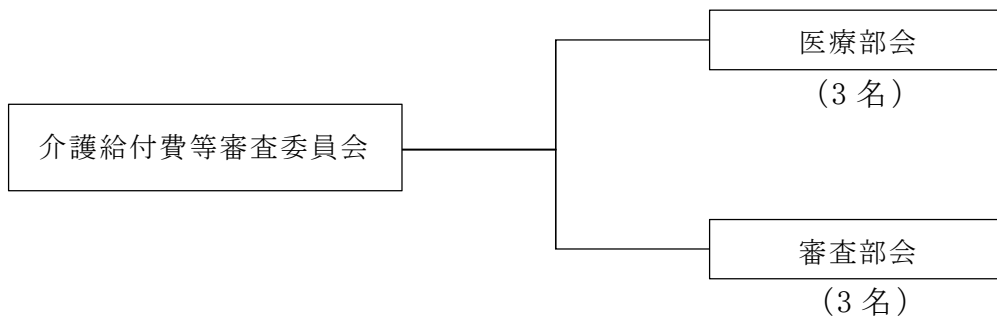 医療部会
（3 名）
介護給付費等審査委員会
審査部会
（3 名）